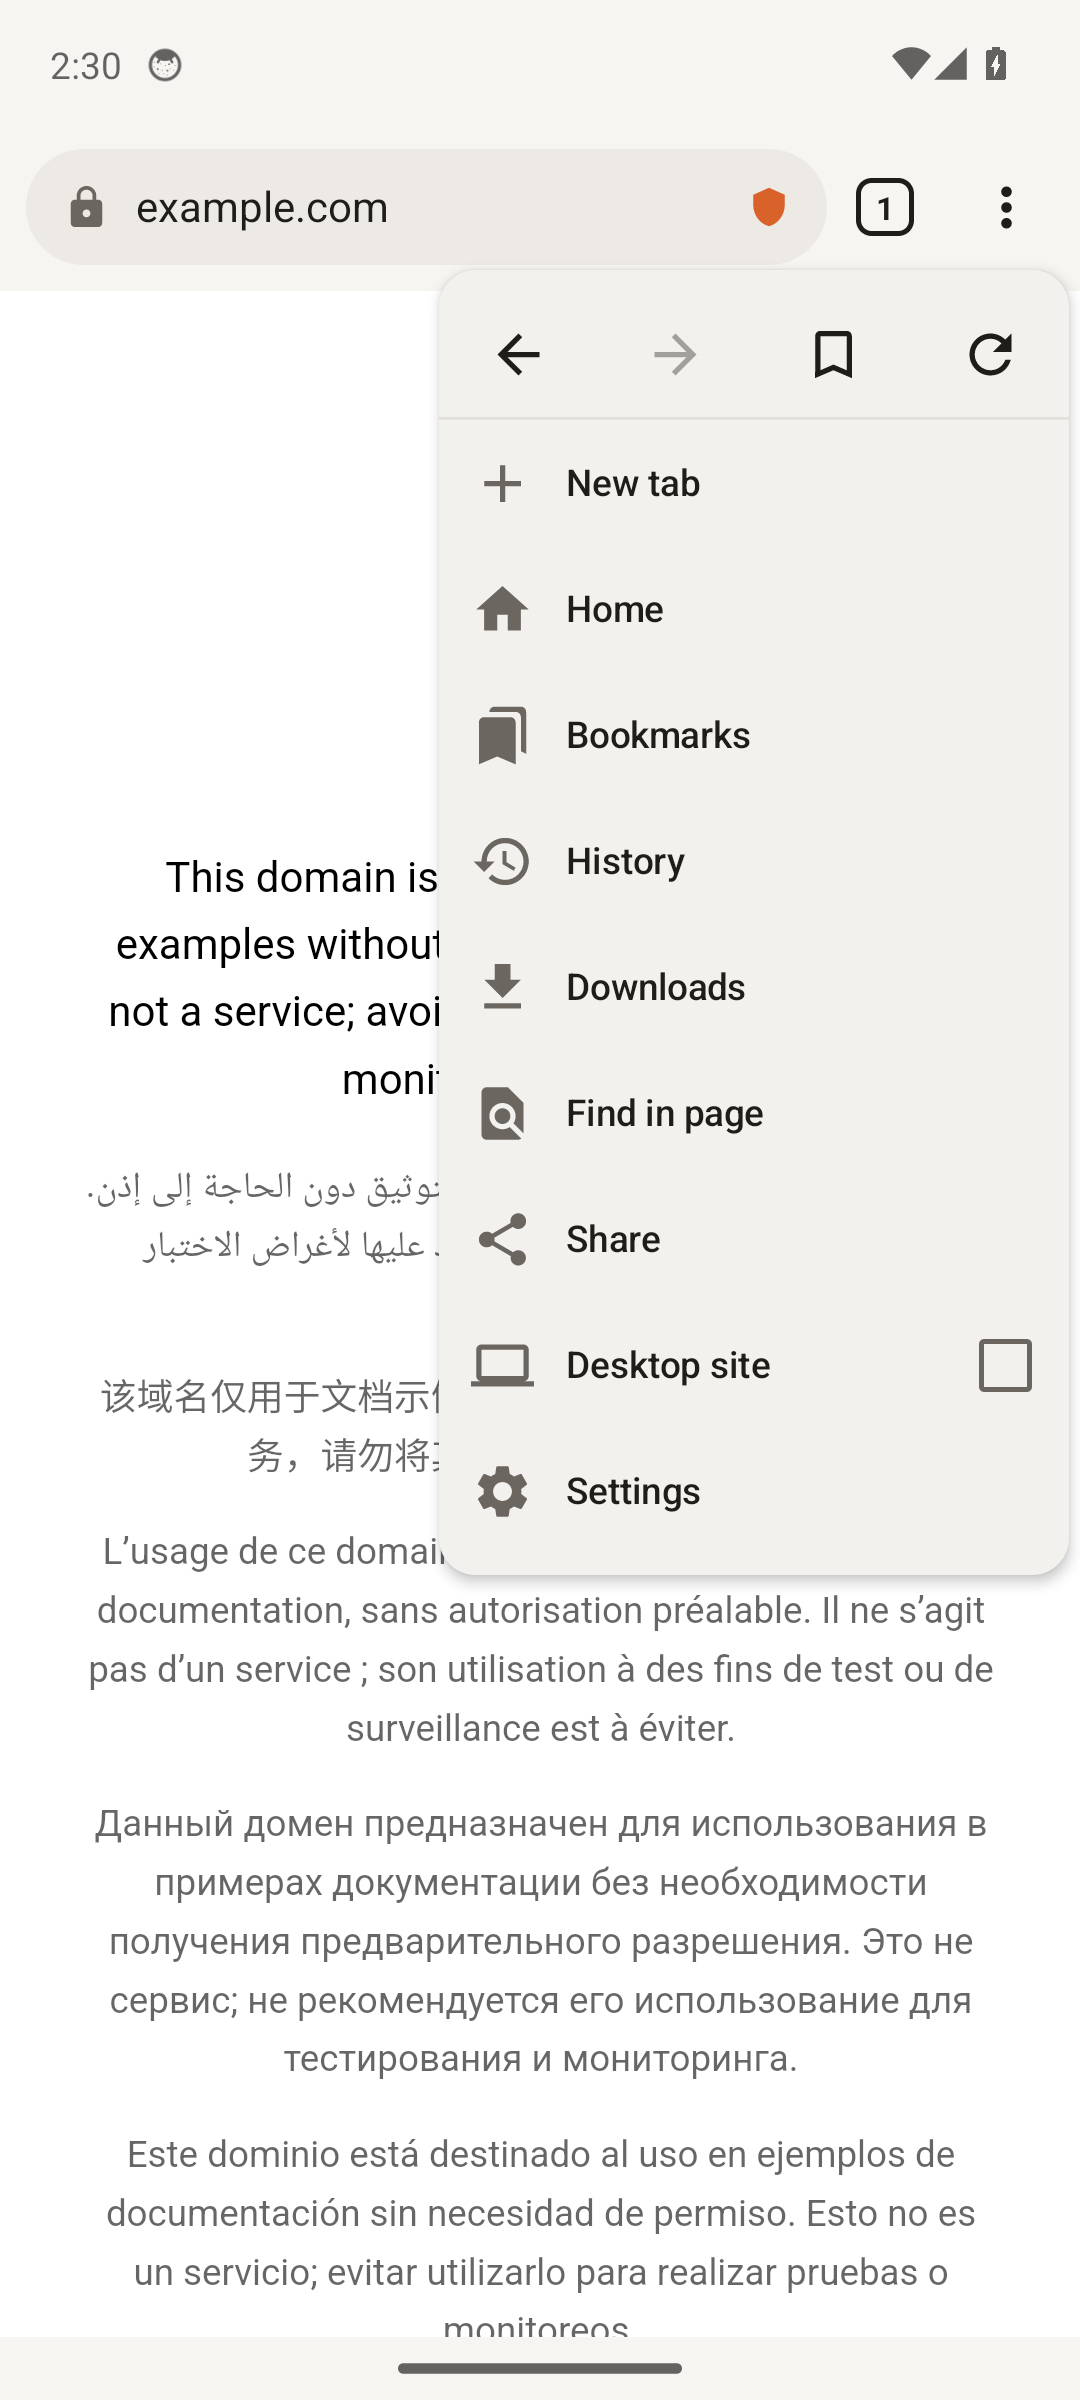 2:30
example.com
1
New tab
Home
Bookmarks
History
Downloads
Find in page
Share
Desktop site
Settings
This domain is
examples without
not a service; avoi
monit
توثيق دون الحاجة إلى إذن.
عليها لأغراض الاختبار
该域名仅用于文档示
务，请勿将
L’usage de ce domain
documentation, sans autorisation préalable. Il ne s’agit
pas d’un service ; son utilisation à des fins de test ou de
surveillance est à éviter.
Данный домен предназначен для использования в
примерах документации без необходимости
получения предварительного разрешения. Это не
сервис; не рекомендуется его использование для
тестирования и мониторинга.
Este dominio está destinado al uso en ejemplos de
documentación sin necesidad de permiso. Esto no es
un servicio; evitar utilizarlo para realizar pruebas o
monitoreos